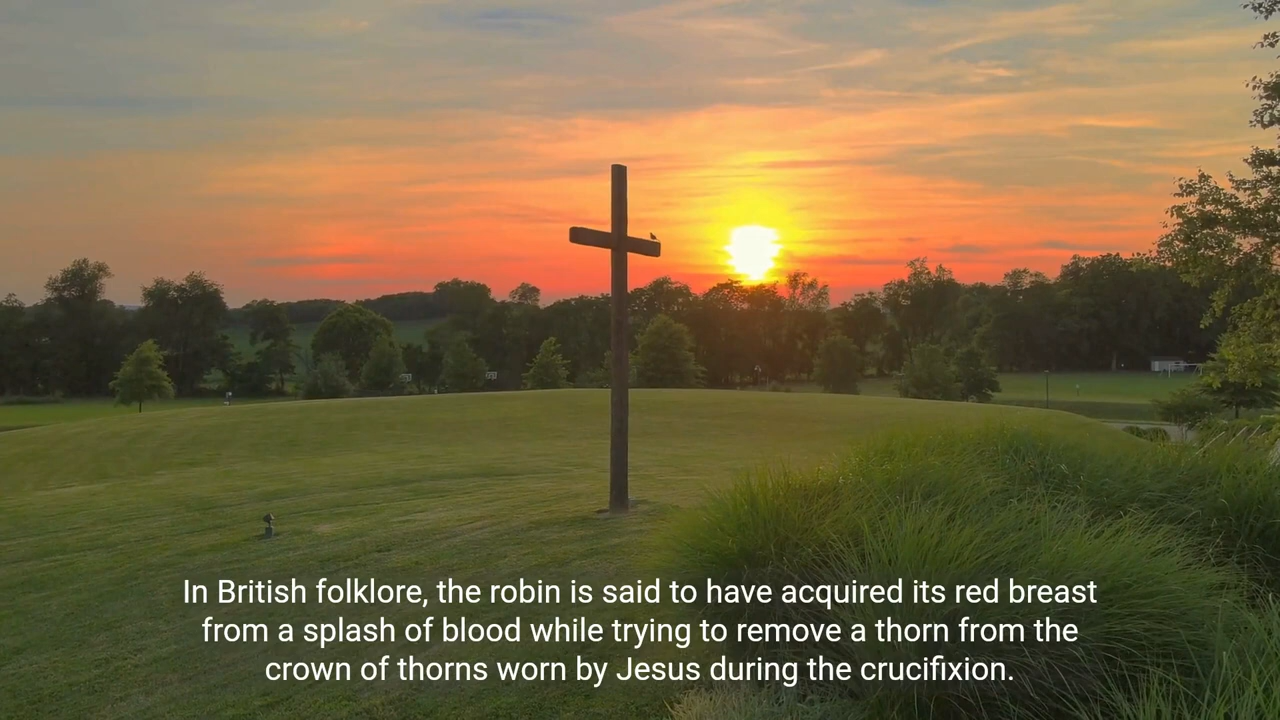 In British folklore, the robin is said to have acquired its red breast
from a splash of blood while trying to remove a thorn from the
crown of thorns worn by Jesus during the crucifixion.